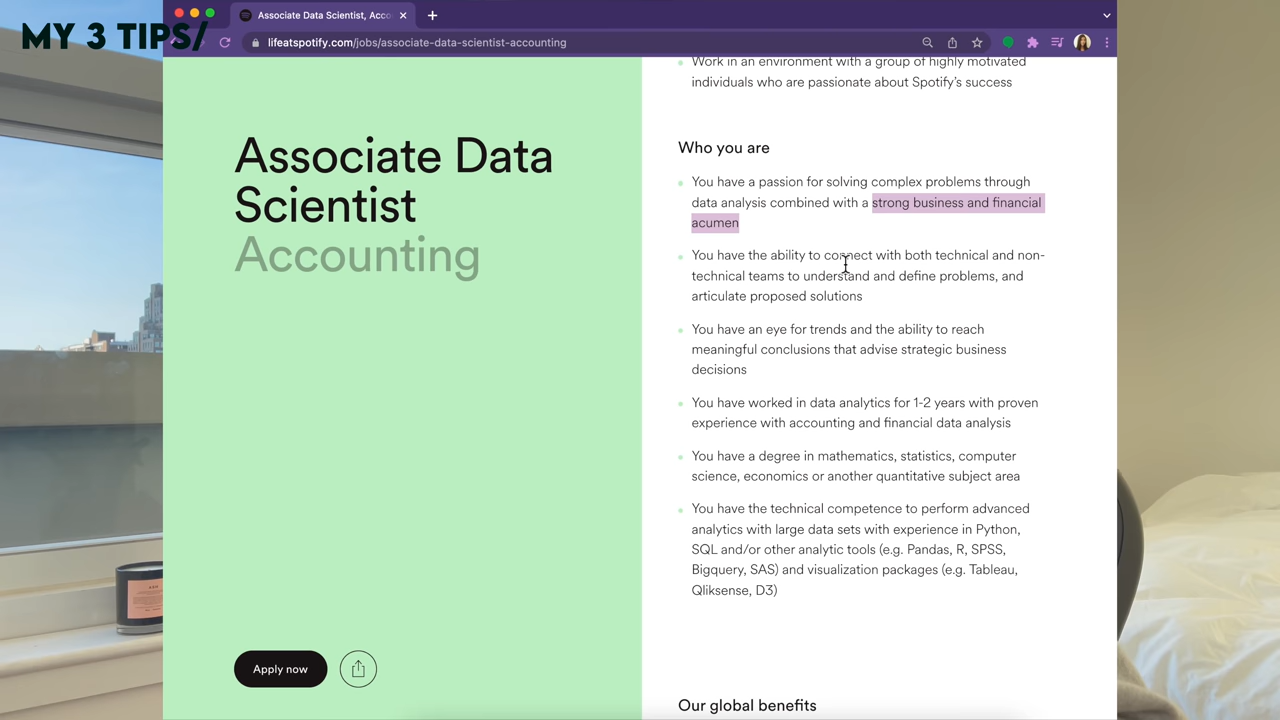 MY 3 TIPS/
Associate Data Scientist, Acco
lifeatspotify.com/jobs/associate-data-scientist-accounting
Associate Data
Scientist
Accounting
Apply now
Work in an environment with a group of highly motivated
individuals who are passionate about Spotify's success
Who you are
You have a passion for solving complex problems through
data analysis combined with a strong business and financial
acumen
You have the ability to connect with both technical and non-
technical teams to understand and define problems, and
articulate proposed solutions
You have an eye for trends and the ability to reach
meaningful conclusions that advise strategic business
decisions
You have worked in data analytics for 1-2 years with proven
experience with accounting and financial data analysis
You have a degree in mathematics, statistics, computer
science, economics or another quantitative subject area
You have the technical competence to perform advanced
analytics with large data sets with experience in Python,
SQL and/or other analytic tools (e.g. Pandas, R, SPSS,
Bigquery, SAS) and visualization packages (e.g. Tableau,
Qliksense, D3)
Our global benefits